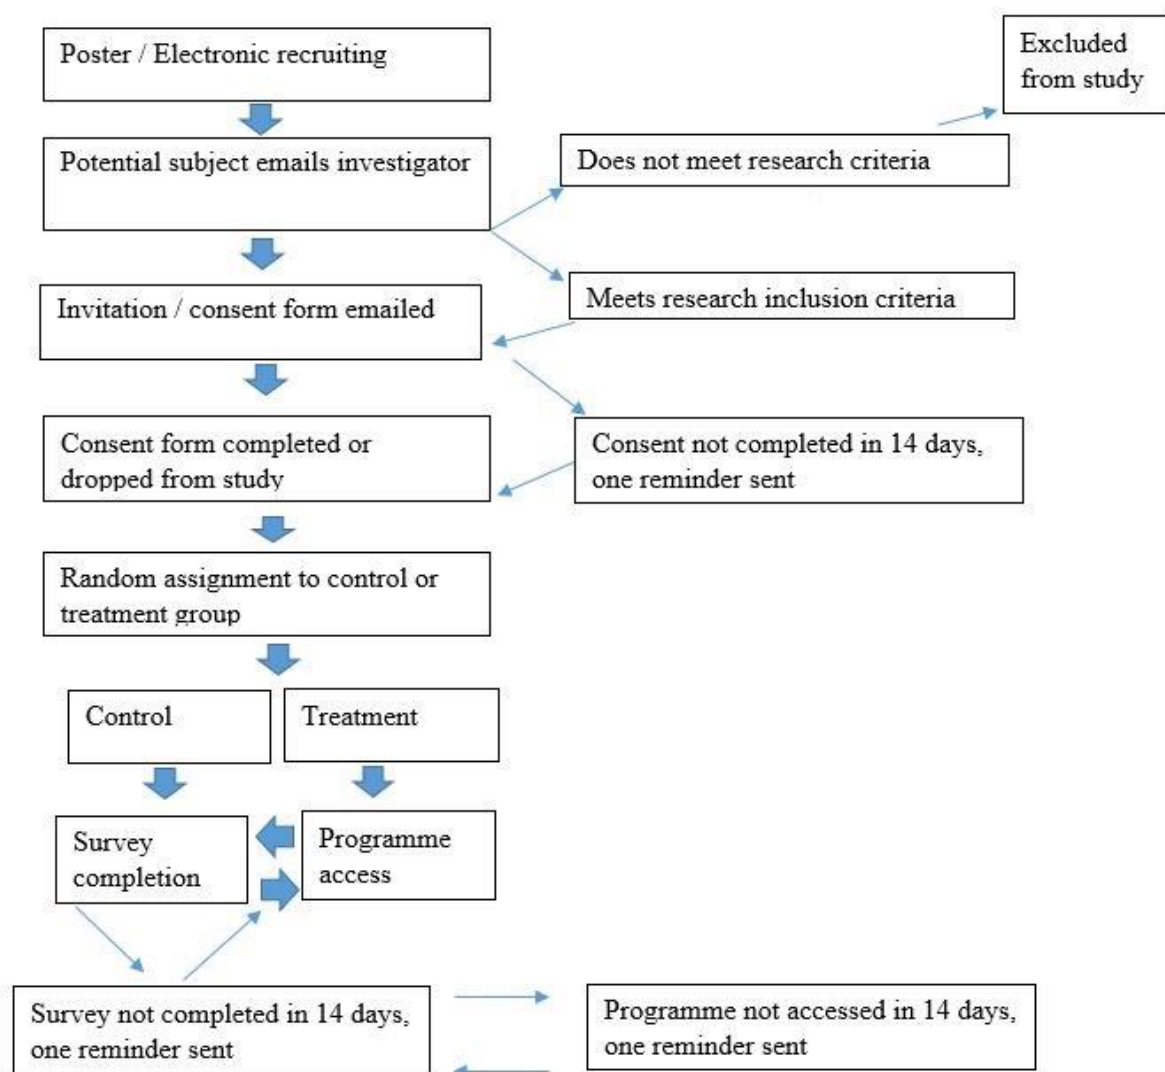 Poster / Electronic recruiting
Excluded
from study
Potential subject emails investigator
Does not meet research criteria
Meets research inclusion criteria
Invitation / consent form emailed
Consent form completed or
dropped from study
Consent not completed in 14 days,
one reminder sent
Random assignment to control or
treatment group
Control
Treatment
Survey
completion
Programme
access
Survey not completed in 14 days,
one reminder sent
Programme not accessed in 14 days,
one reminder sent